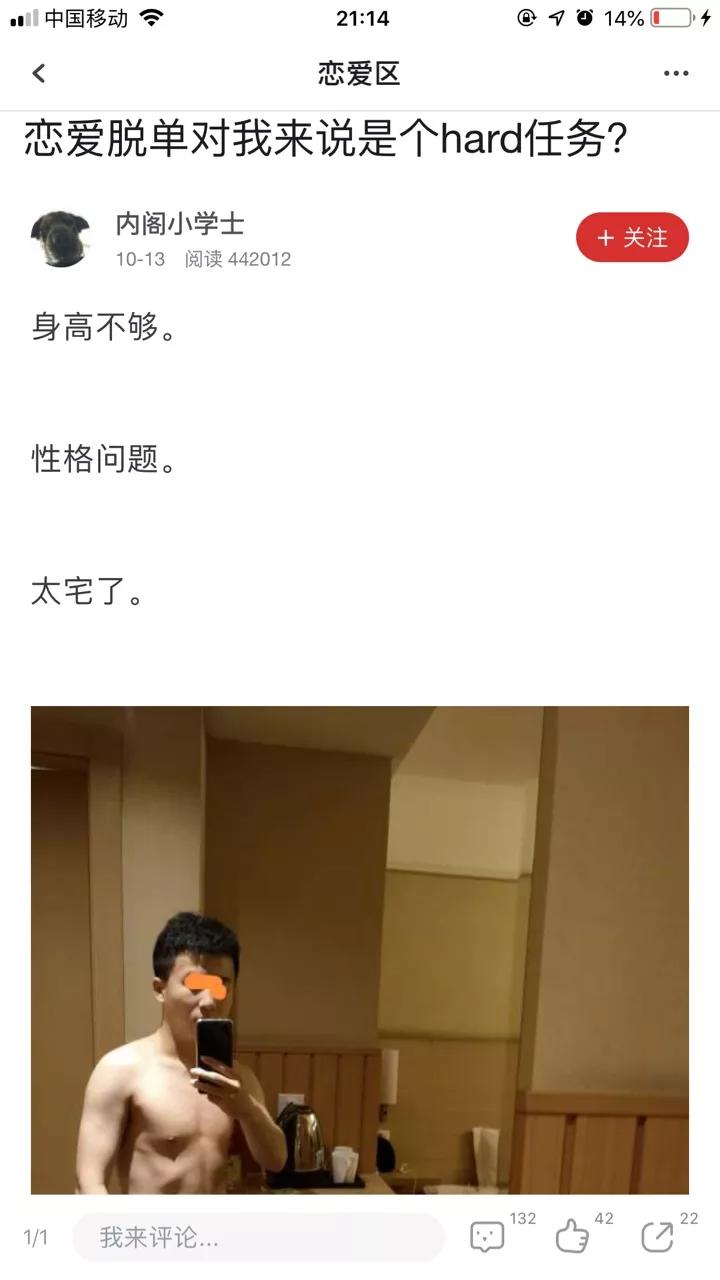 中国移动 21:14 14%
恋爱区
恋爱脱单对我来说是个hard任务？
内阁小学士
10-13 阅读 442012
+ 关注
身高不够。
性格问题。
太宅了。
1/1 我来评论... 132 42 22